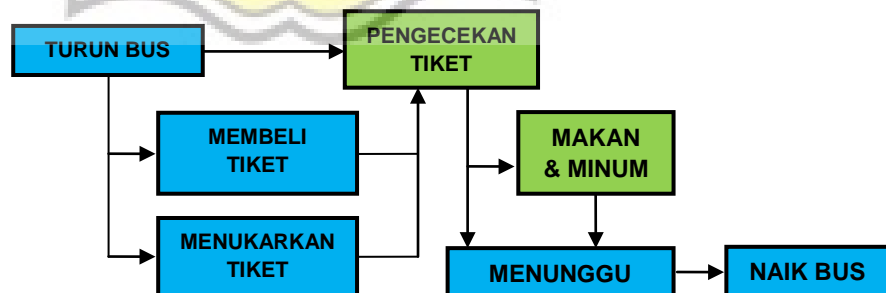 TURUN BUS
PENGECEKAN
TIKET
MEMBELI
TIKET
MAKAN
& MINUM
MENUKARKAN
TIKET
MENUNGGU
NAIK BUS